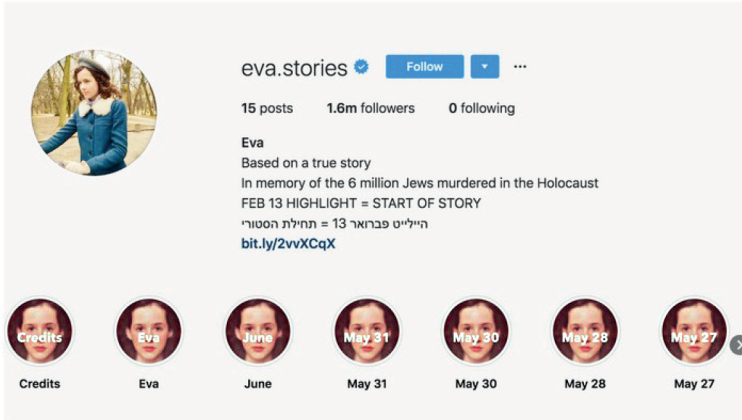 eva.stories
Follow
15 posts 1.6m followers 0 following
Eva
Based on a true story
In memory of the 6 million Jews murdered in the Holocaust
FEB 13 HIGHLIGHT = START OF STORY
היילייט פברואר 13 = תחילת הסטורי
bit.ly/2vvXCqX
Credits Eva June May 31 May 30 May 28 May 27
Credits Eva June May 31 May 30 May 28 May 27